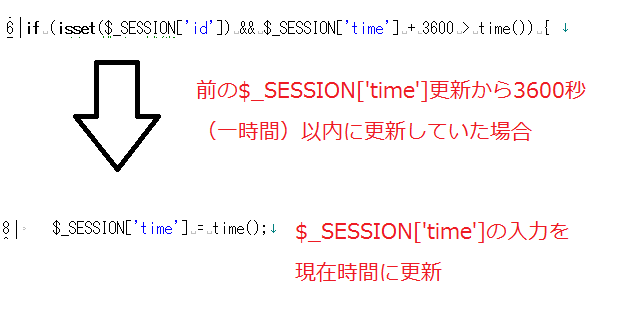 6 if (isset($_SESSION['id']) && $_SESSION['time'] + 3600 > time()) { ↓
前の$_SESSION['time']更新から3600秒
（一時間）以内に更新していた場合
8 $_SESSION['time'] = time();↓
$_SESSION['time']の入力を
現在時間に更新